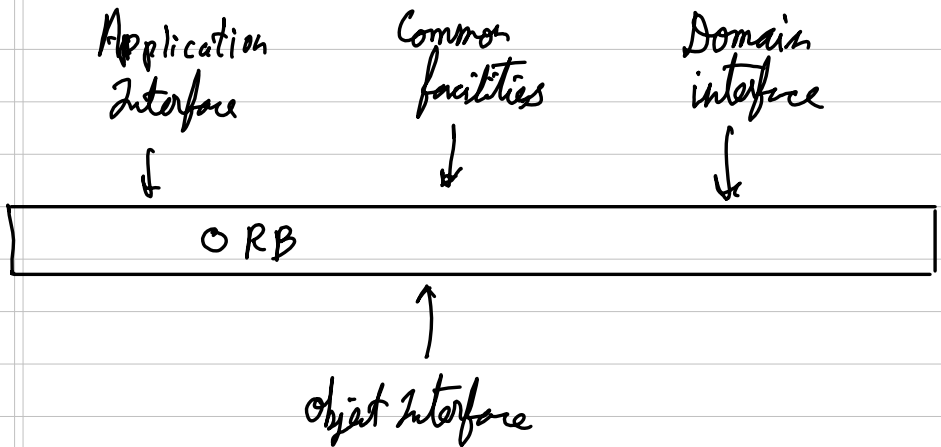 Application
Interface
Common
facilities
Domain
interface
ORB
Object Interface